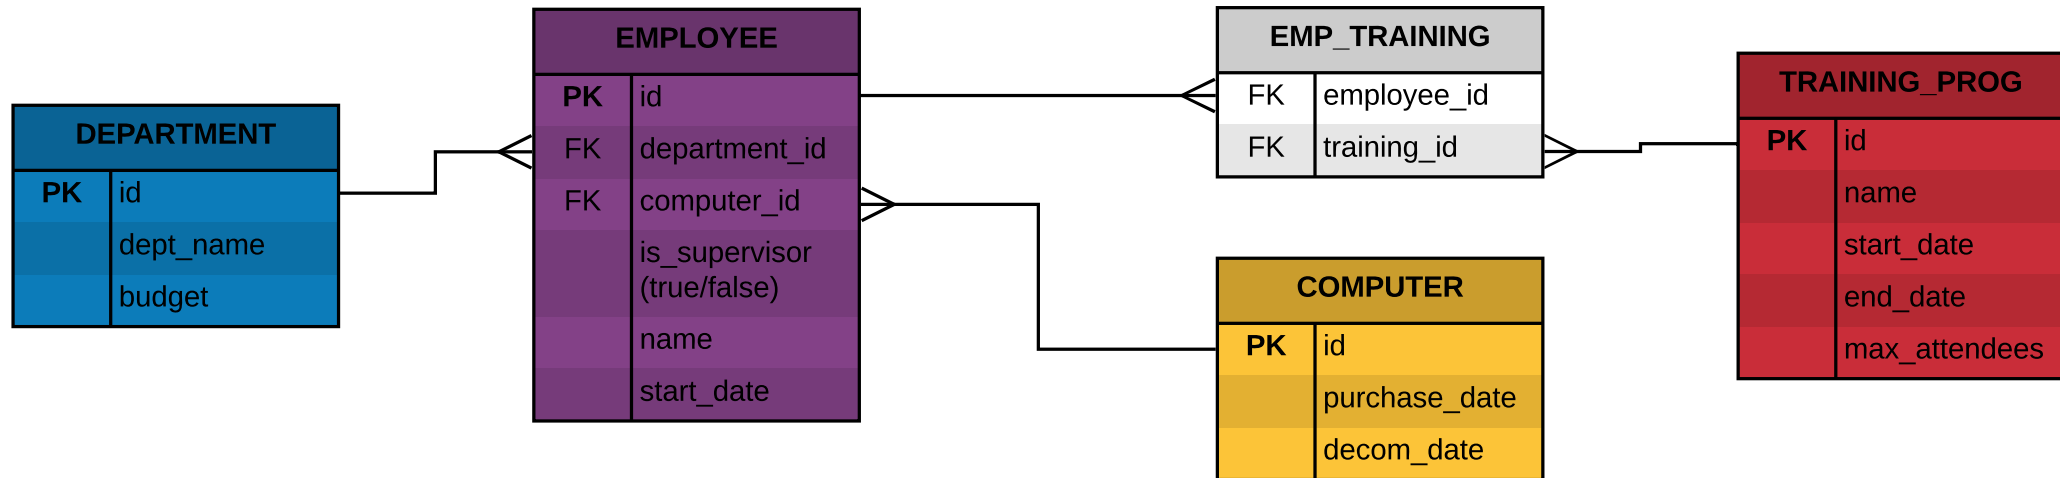 DEPARTMENT
PK id
dept_name
budget
EMPLOYEE
PK id
FK department_id
FK computer_id
is_supervisor
(true/false)
name
start_date
EMP_TRAINING
FK employee_id
FK training_id
COMPUTER
PK id
purchase_date
decom_date
TRAINING_PROG
PK id
name
start_date
end_date
max_attendees